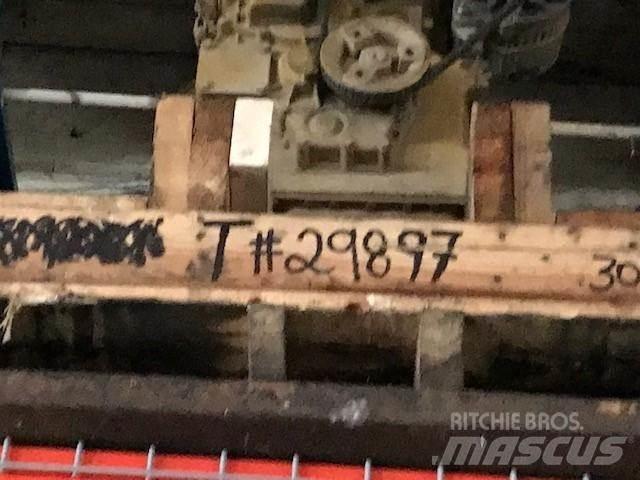 T#29897
30
RITCHIE BROS.
MASCUS